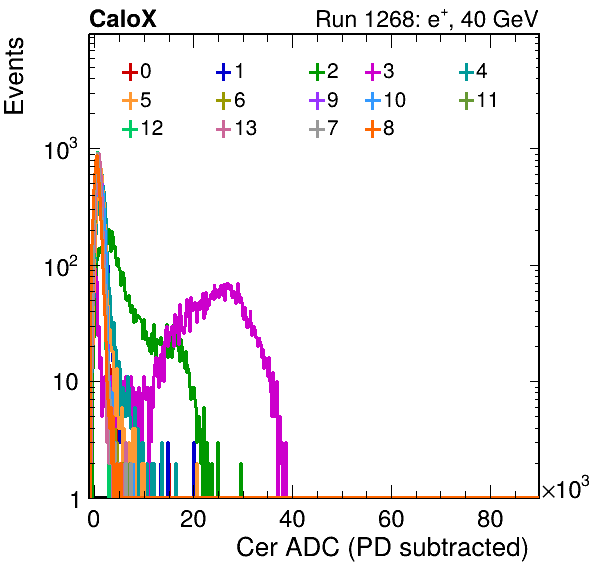 CaloX Run 1268: e⁺, 40 GeV
Events
0 1 2 3 4
5 6 9 10 11
12 13 7 8
10³
10²
10
1
0 20 40 60 80 ×10³
Cer ADC (PD subtracted)